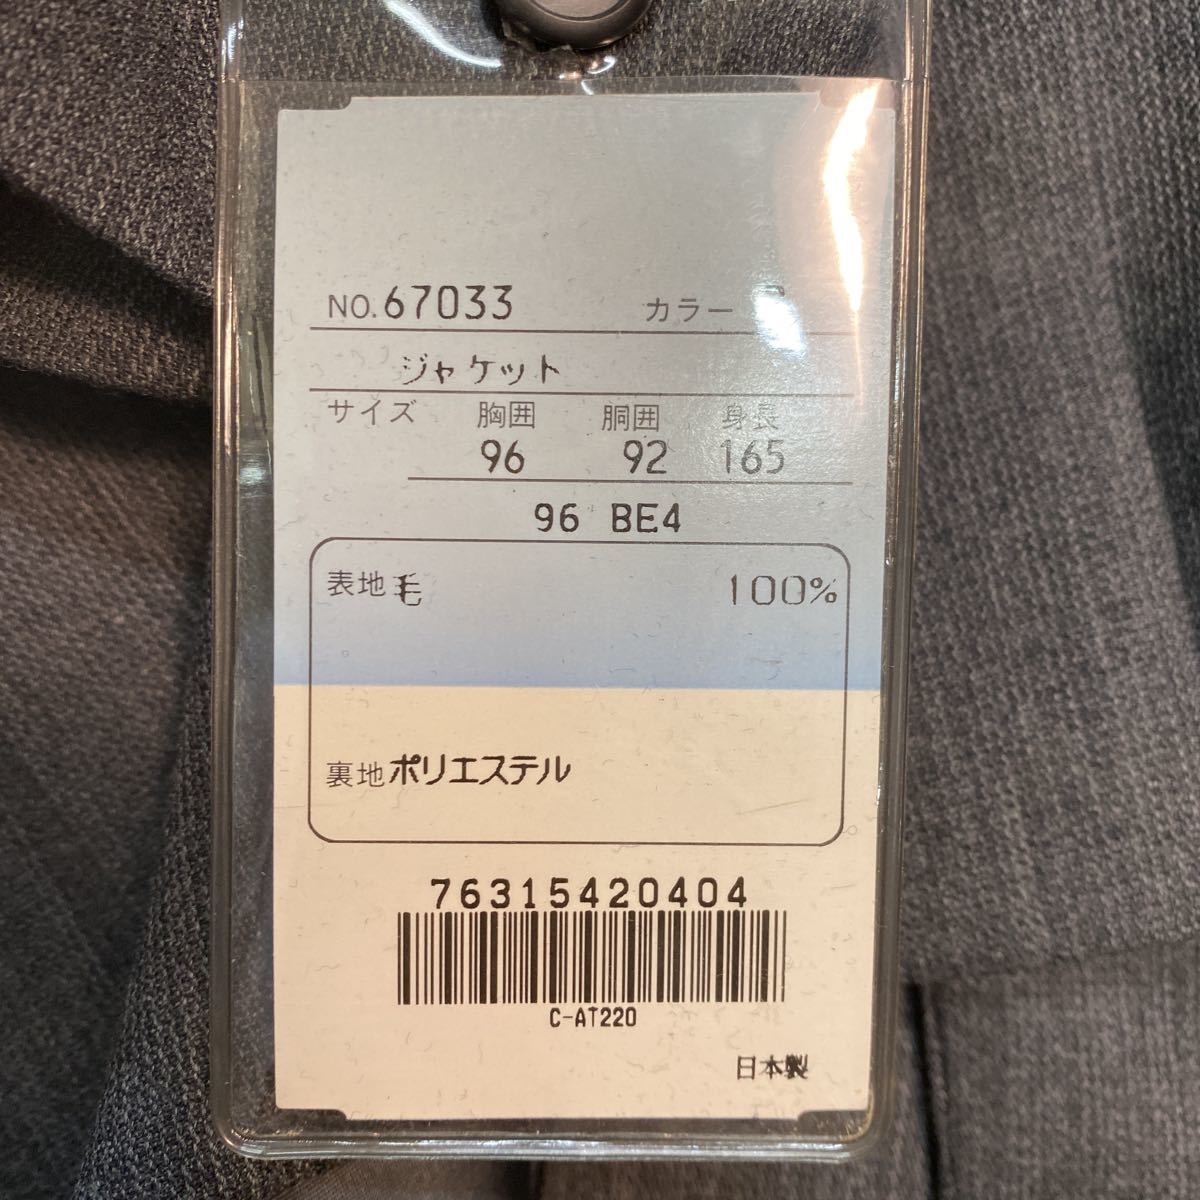 NO.67033 カラー
ジャケット
サイズ 胸囲 胴囲 身長
96 92 165
96 BE4
表地 毛 100%
裏地 ポリエステル
76315420404
C-AT220
日本製